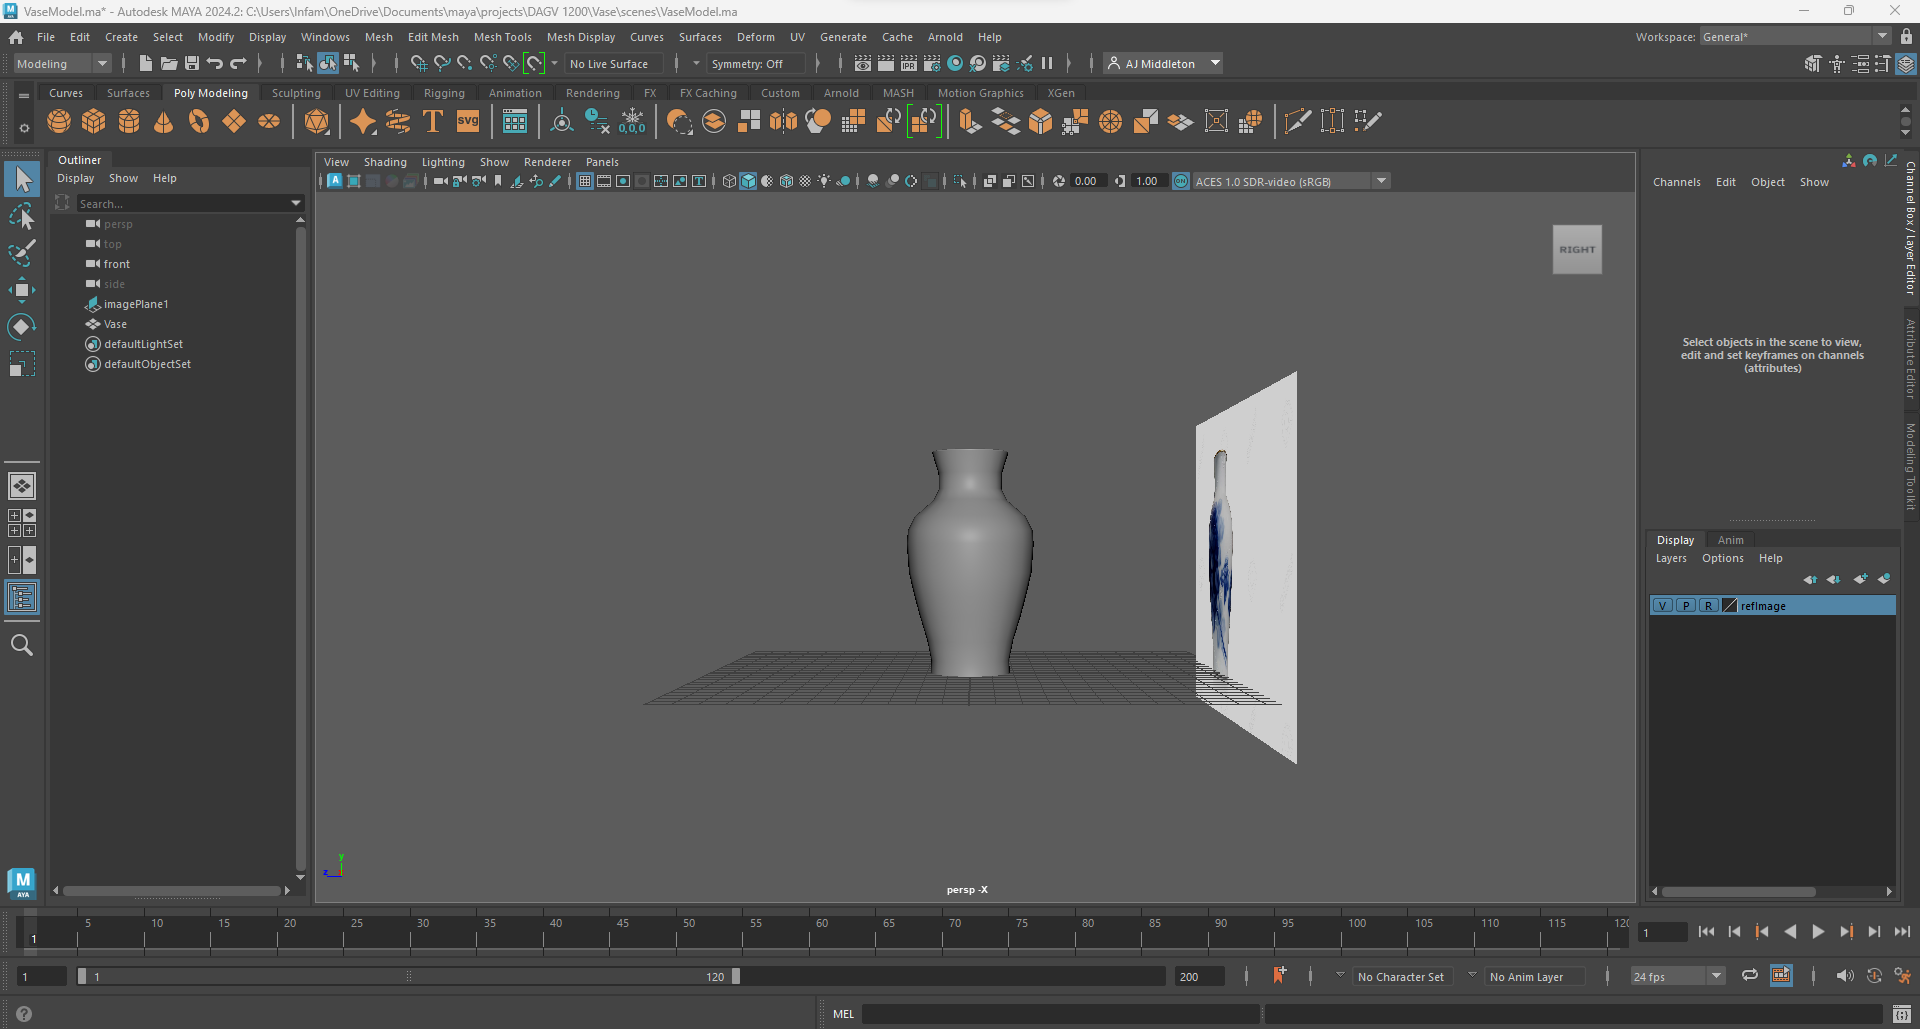 VaseModel.ma* - Autodesk MAYA 2024.2: C:\Users\Infam\OneDrive\Documents\maya\projects\DAGV 1200\Vase\scenes\VaseModel.ma
File Edit Create Select Modify Display Windows Mesh Edit Mesh Mesh Tools Mesh Display Curves Surfaces Deform UV Generate Cache Arnold Help
Workspace: General*
Modeling
No Live Surface
Symmetry: Off
AJ Middleton
Curves Surfaces Poly Modeling Sculpting UV Editing Rigging Animation Rendering FX FX Caching Custom Arnold MASH Motion Graphics XGen
T svg
0,0,0
IPR
Outliner
Display Show Help
Search...
persp
top
front
side
imagePlane1
Vase
defaultLightSet
defaultObjectSet
View Shading Lighting Show Renderer Panels
0.00
1.00
ON
ACES 1.0 SDR-video (sRGB)
RIGHT
y
z
persp -X
Channels Edit Object Show
Select objects in the scene to view,
edit and set keyframes on channels
(attributes)
Channel Box / Layer Editor
Attribute Editor
Modeling Toolkit
Display Anim
Layers Options Help
V P R refImage
M
AYA
5 10 15 20 25 30 35 40 45 50 55 60 65 70 75 80 85 90 95 100 105 110 115 120
1
1
1
1
120
200
No Character Set
No Anim Layer
24 fps
MEL